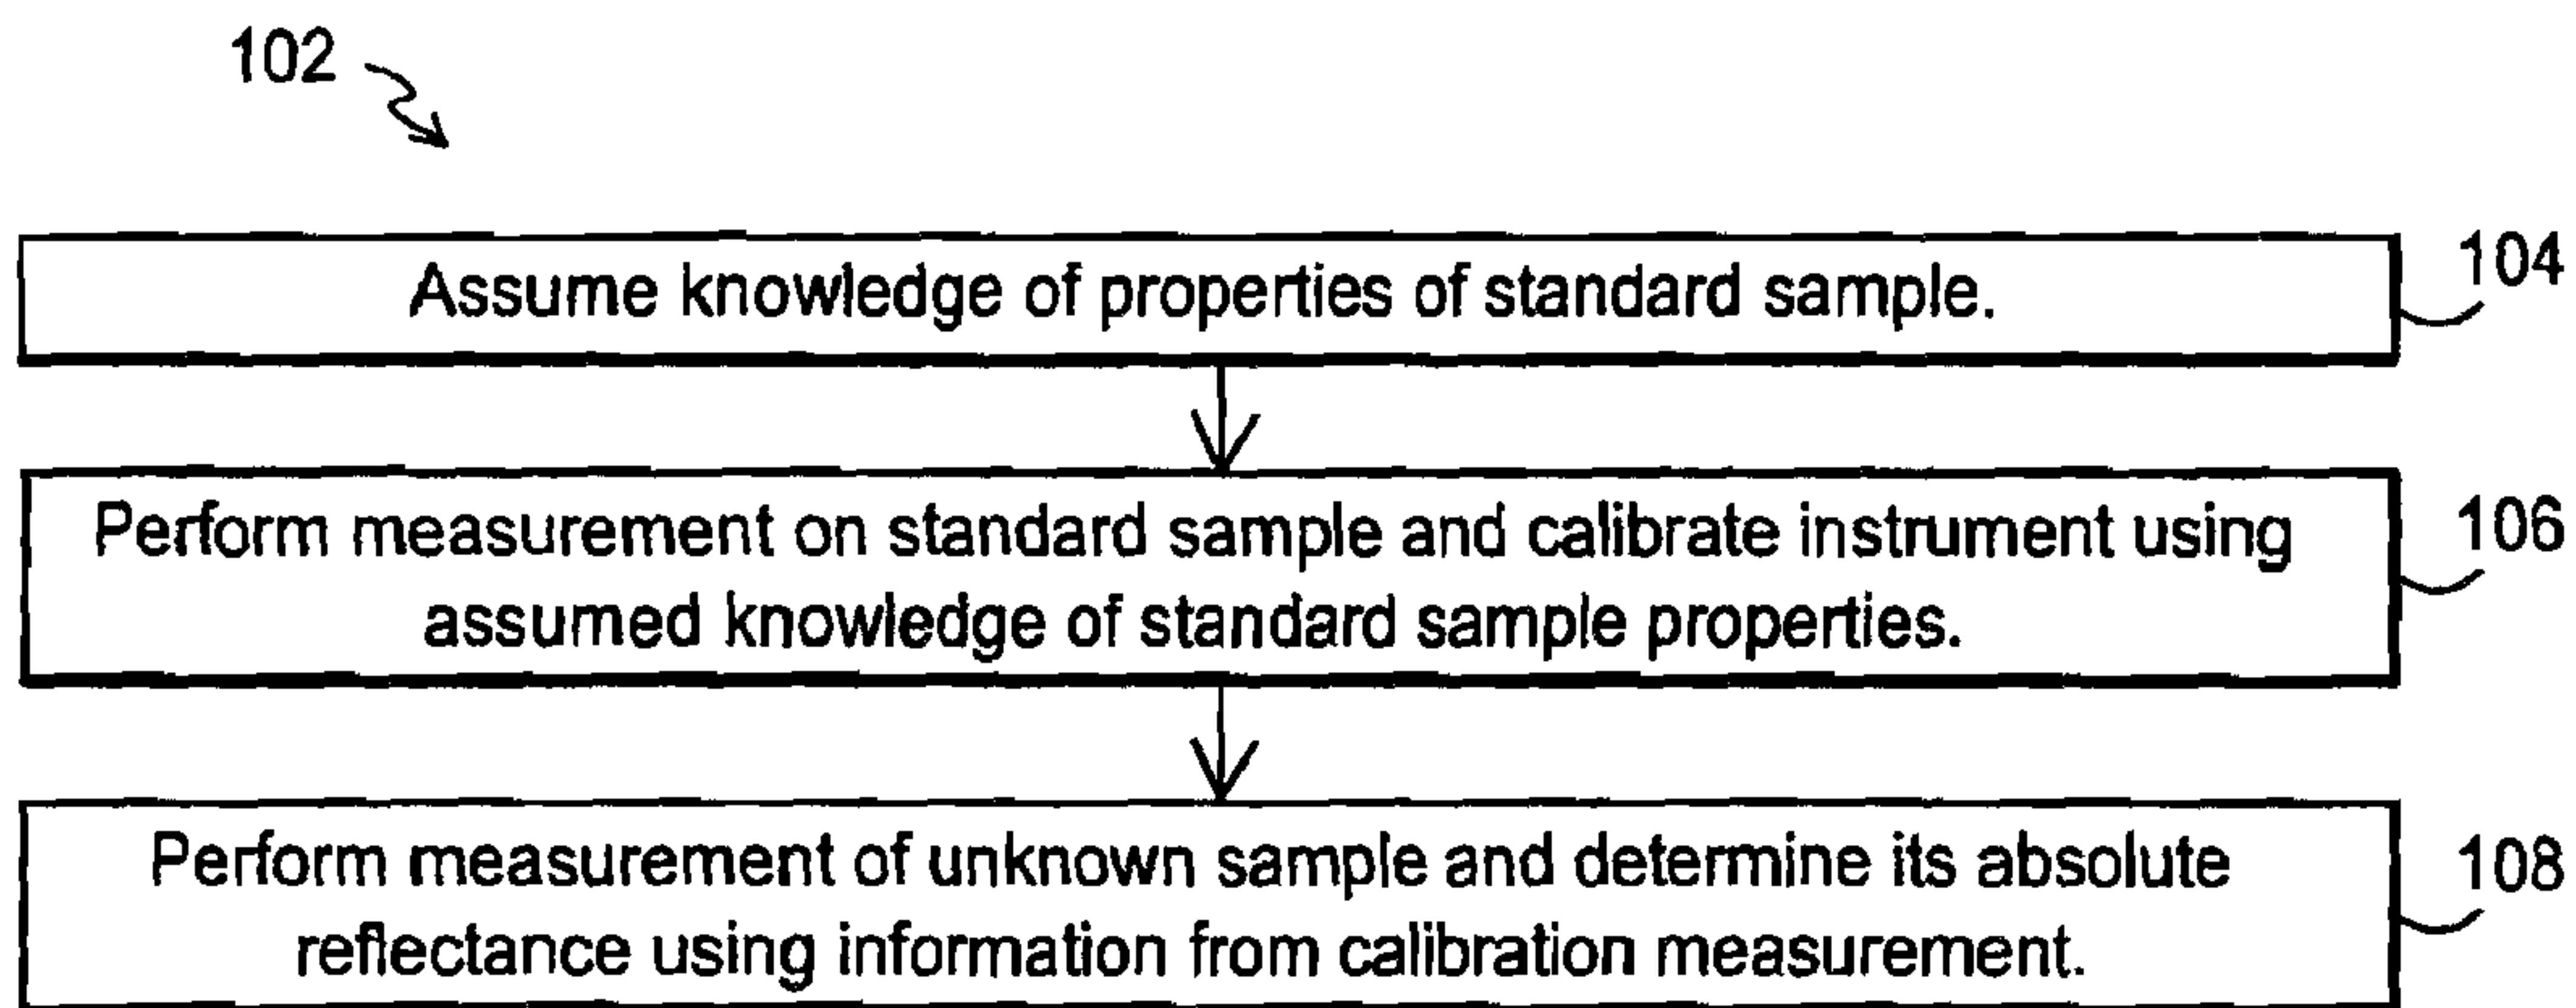 102
Assume knowledge of properties of standard sample.
104
Perform measurement on standard sample and calibrate instrument using
assumed knowledge of standard sample properties.
106
Perform measurement of unknown sample and determine its absolute
reflectance using information from calibration measurement.
108